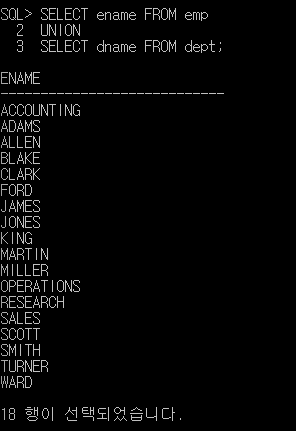 SQL> SELECT ename FROM emp
2 UNION
3 SELECT dname FROM dept;
ENAME
----------------------------
ACCOUNTING
ADAMS
ALLEN
BLAKE
CLARK
FORD
JAMES
JONES
KING
MARTIN
MILLER
OPERATIONS
RESEARCH
SALES
SCOTT
SMITH
TURNER
WARD
18 행이 선택되었습니다.